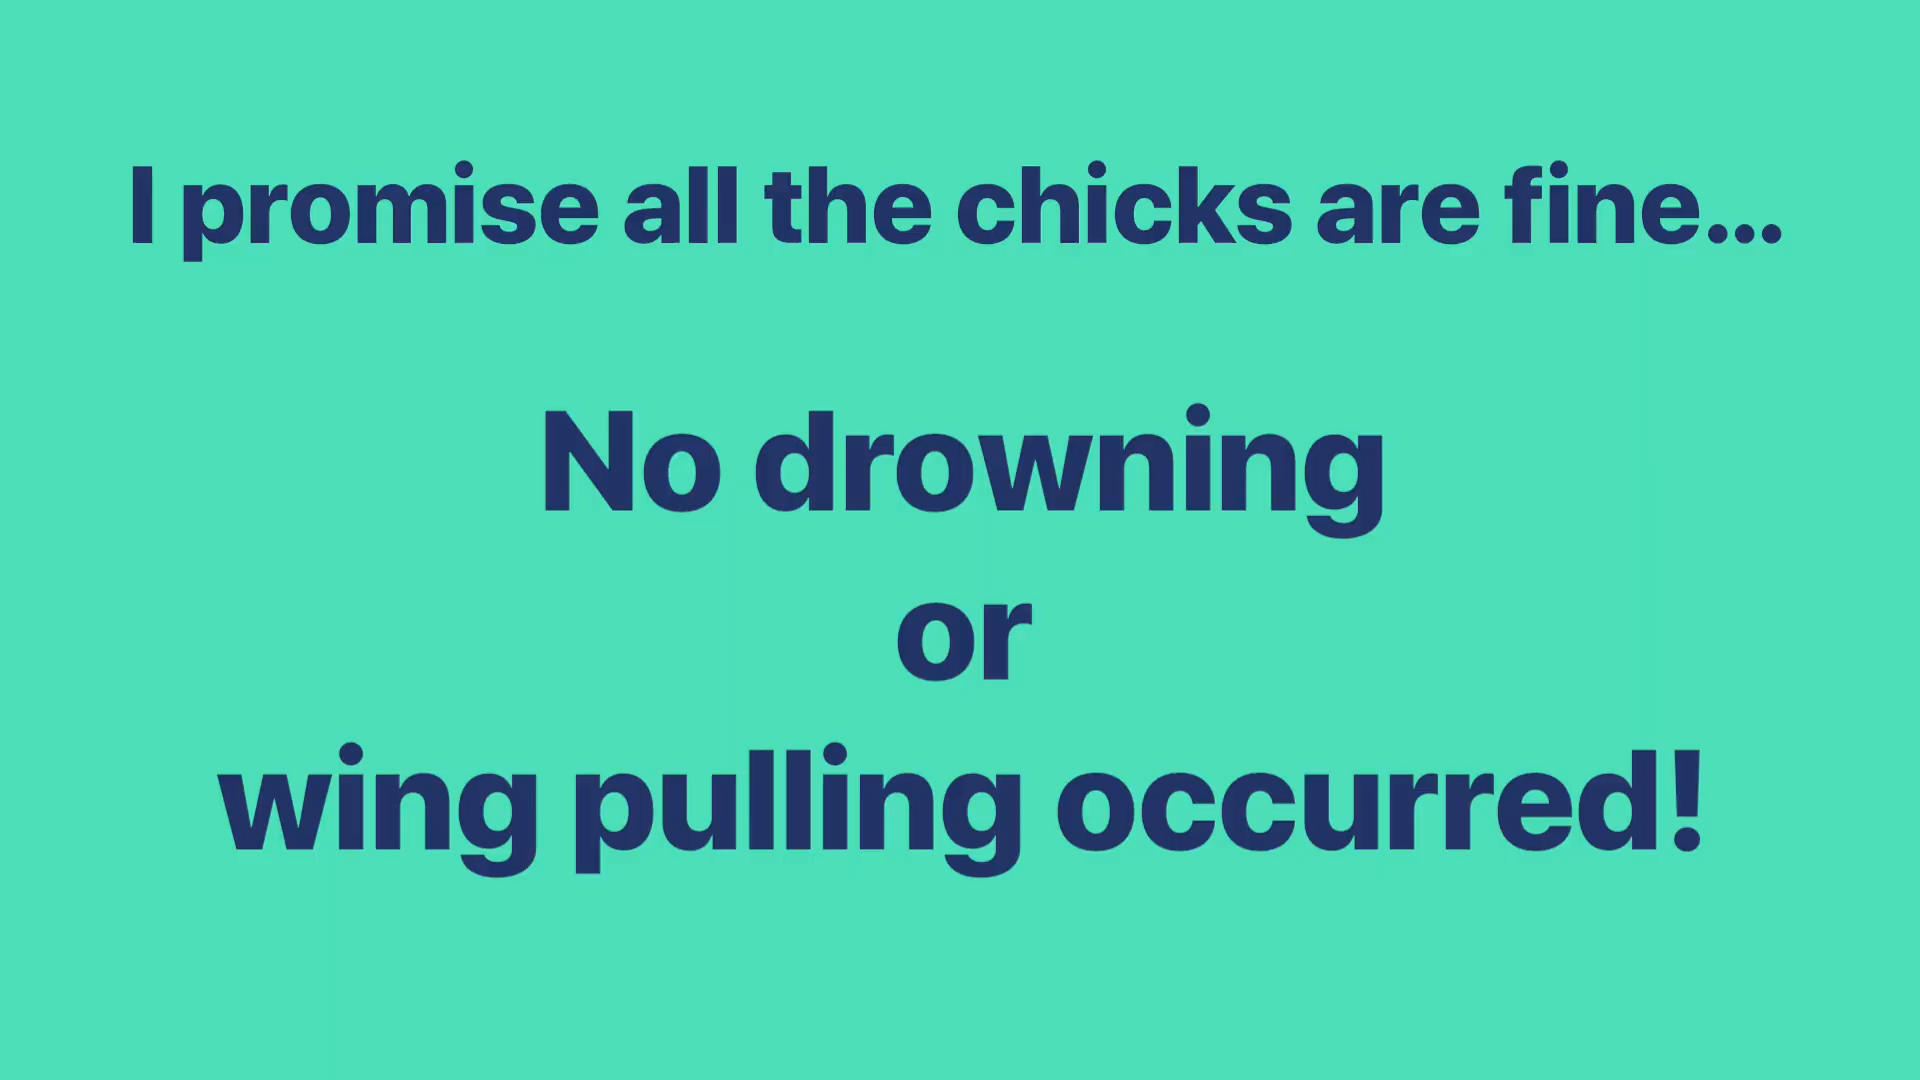 I promise all the chicks are fine...
No drowning
or
wing pulling occurred!